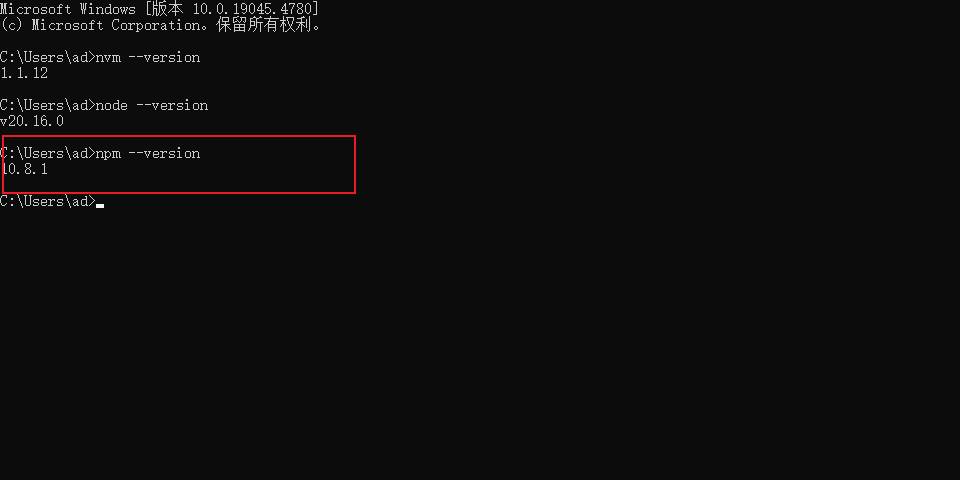 Microsoft Windows [版本 10.0.19045.4780]
(c) Microsoft Corporation。保留所有权利。
C:\Users\ad>nvm --version
1.1.12
C:\Users\ad>node --version
v20.16.0
C:\Users\ad>npm --version
10.8.1
C:\Users\ad>